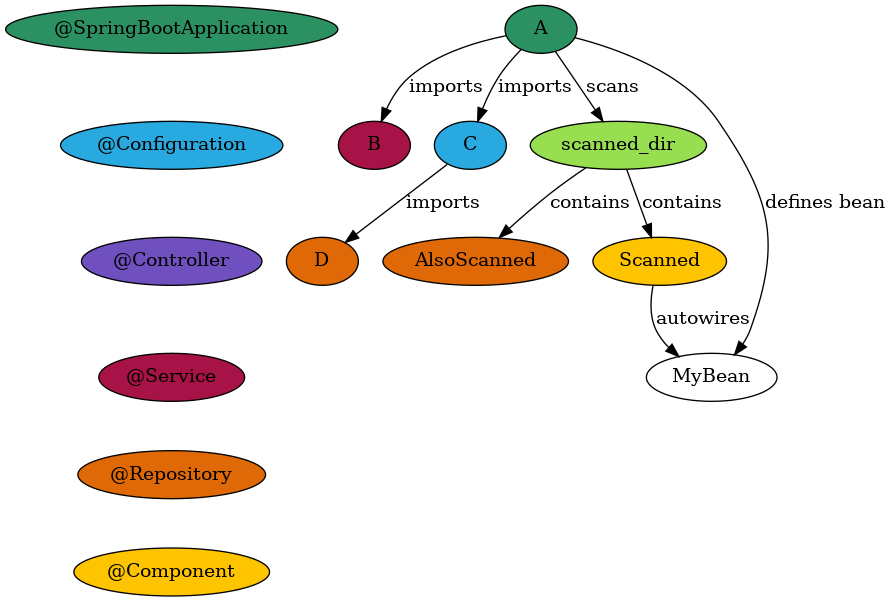 @SpringBootApplication
A
imports
imports
scans
@Configuration
B
C
scanned_dir
imports
contains
contains
defines bean
@Controller
D
AlsoScanned
Scanned
autowires
@Service
MyBean
@Repository
@Component